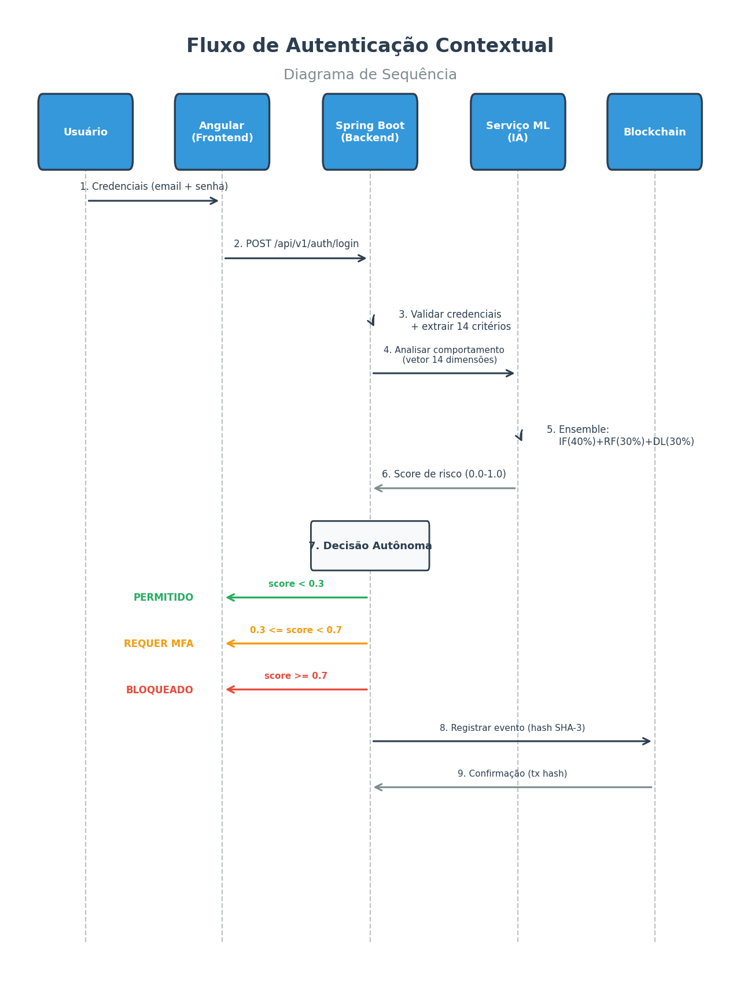 Fluxo de Autenticação Contextual
Diagrama de Sequência
Usuário
Angular
(Frontend)
Spring Boot
(Backend)
Serviço ML
(IA)
Blockchain
1. Credenciais (email + senha)
2. POST /api/v1/auth/login
3. Validar credenciais
+ extrair 14 critérios
4. Analisar comportamento
(vetor 14 dimensões)
5. Ensemble:
IF(40%)+RF(30%)+DL(30%)
6. Score de risco (0.0-1.0)
7. Decisão Autônoma
score < 0.3
PERMITIDO
0.3 <= score < 0.7
REQUER MFA
score >= 0.7
BLOQUEADO
8. Registrar evento (hash SHA-3)
9. Confirmação (tx hash)